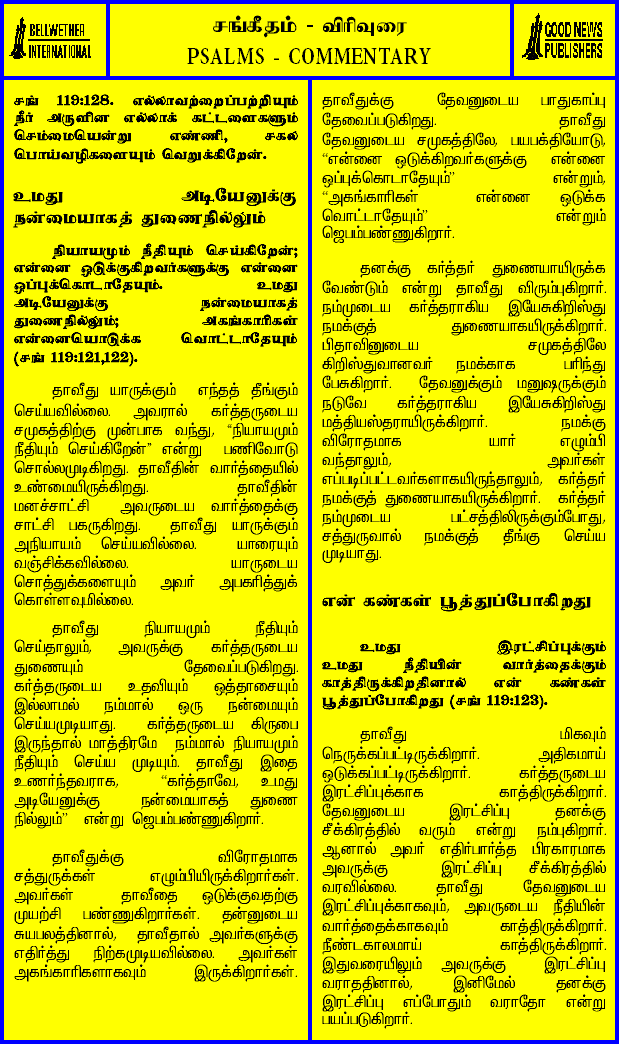 BELLWETHER
INTERNATIONAL
சங்கீதம் - விரிவுரை
PSALMS - COMMENTARY
GOOD NEWS
PUBLISHERS
சங் 119:128. எல்லாவற்றைப்பற்றியும்
நீர் அருளின எல்லாக் கட்டளைகளும்
செம்மையென்று எண்ணி, சகல
பொய்வழிகளையும் வெறுக்கிறேன்.
உமது அடியேனுக்கு
நன்மையாகத் துணைநில்லும்
நியாயமும் நீதியும் செய்கிறேன்;
என்னை ஒடுக்குகிறவர்களுக்கு என்னை
ஒப்புக்கொடாதேயும். உமது
அடியேனுக்கு நன்மையாகத்
துணைநில்லும்; அகங்காரிகள்
என்னையொடுக்க வொட்டாதேயும்
(சங் 119:121,122).
தாவீது யாருக்கும் எந்தத் தீங்கும்
செய்யவில்லை. அவரால் கர்த்தருடைய
சமுகத்திற்கு முன்பாக வந்து, “நியாயமும்
நீதியும் செய்கிறேன்” என்று பணிவோடு
சொல்லமுடிகிறது. தாவீதின் வார்த்தையில்
உண்மையிருக்கிறது. தாவீதின்
மனச்சாட்சி அவருடைய வார்த்தைக்கு
சாட்சி பகருகிறது. தாவீது யாருக்கும்
அநியாயம் செய்யவில்லை. யாரையும்
வஞ்சிக்கவில்லை. யாருடைய
சொத்துக்களையும் அவர் அபகரித்துக்
கொள்ளவுமில்லை.
தாவீது நியாயமும் நீதியும்
செய்தாலும், அவருக்கு கர்த்தருடைய
துணையும் தேவைப்படுகிறது.
கர்த்தருடைய உதவியும் ஒத்தாசையும்
இல்லாமல் நம்மால் ஒரு நன்மையும்
செய்யமுடியாது. கர்த்தருடைய கிருபை
இருந்தால் மாத்திரமே நம்மால் நியாயமும்
நீதியும் செய்ய முடியும். தாவீது இதை
உணர்ந்தவராக, “கர்த்தாவே, உமது
அடியேனுக்கு நன்மையாகத் துணை
நில்லும்” என்று ஜெபம்பண்ணுகிறார்.
தாவீதுக்கு விரோதமாக
சத்துருக்கள் எழும்பியிருக்கிறார்கள்.
அவர்கள் தாவீதை ஒடுக்குவதற்கு
முயற்சி பண்ணுகிறார்கள். தன்னுடைய
சுயபலத்தினால், தாவீதால் அவர்களுக்கு
எதிர்த்து நிற்கமுடியவில்லை. அவர்கள்
அகங்காரிகளாகவும் இருக்கிறார்கள்.
தாவீதுக்கு தேவனுடைய பாதுகாப்பு
தேவைப்படுகிறது. தாவீது
தேவனுடைய சமுகத்திலே, பயபக்தியோடு,
“என்னை ஒடுக்கிறவர்களுக்கு என்னை
ஒப்புக்கொடாதேயும்” என்றும்,
“அகங்காரிகள் என்னை ஒடுக்க
வொட்டாதேயும்” என்றும்
ஜெபம்பண்ணுகிறார்.
தனக்கு கர்த்தர் துணையாயிருக்க
வேண்டும் என்று தாவீது விரும்புகிறார்.
நம்முடைய கர்த்தராகிய இயேசுகிறிஸ்து
நமக்குத் துணையாகயிருக்கிறார்.
பிதாவினுடைய சமுகத்திலே
கிறிஸ்துவானவர் நமக்காக பரிந்து
பேசுகிறார். தேவனுக்கும் மனுஷருக்கும்
நடுவே கர்த்தராகிய இயேசுகிறிஸ்து
மத்தியஸ்தராயிருக்கிறார். நமக்கு
விரோதமாக யார் எழும்பி
வந்தாலும், அவர்கள்
எப்படிப்பட்டவர்களாகயிருந்தாலும், கர்த்தர்
நமக்குத் துணையாகயிருக்கிறார். கர்த்தர்
நம்முடைய பட்சத்திலிருக்கும்போது,
சத்துருவால் நமக்குத் தீங்கு செய்ய
முடியாது.
என் கண்கள் பூத்துப்போகிறது
உமது இரட்சிப்புக்கும்
உமது நீதியின் வார்த்தைக்கும்
காத்திருக்கிறதினால் என் கண்கள்
பூத்துப்போகிறது (சங் 119:123).
தாவீது மிகவும்
நெருக்கப்பட்டிருக்கிறார். அதிகமாய்
ஒடுக்கப்பட்டிருக்கிறார். கர்த்தருடைய
இரட்சிப்புக்காக காத்திருக்கிறார்.
தேவனுடைய இரட்சிப்பு தனக்கு
சீக்கிரத்தில் வரும் என்று நம்புகிறார்.
ஆனால் அவர் எதிர்பார்த்த பிரகாரமாக
அவருக்கு இரட்சிப்பு சீக்கிரத்தில்
வரவில்லை. தாவீது தேவனுடைய
இரட்சிப்புக்காகவும், அவருடைய நீதியின்
வார்த்தைக்காகவும் காத்திருக்கிறார்.
நீண்டகாலமாய் காத்திருக்கிறார்.
இதுவரையிலும் அவருக்கு இரட்சிப்பு
வராததினால், இனிமேல் தனக்கு
இரட்சிப்பு எப்போதும் வராதோ என்று
பயப்படுகிறார்.